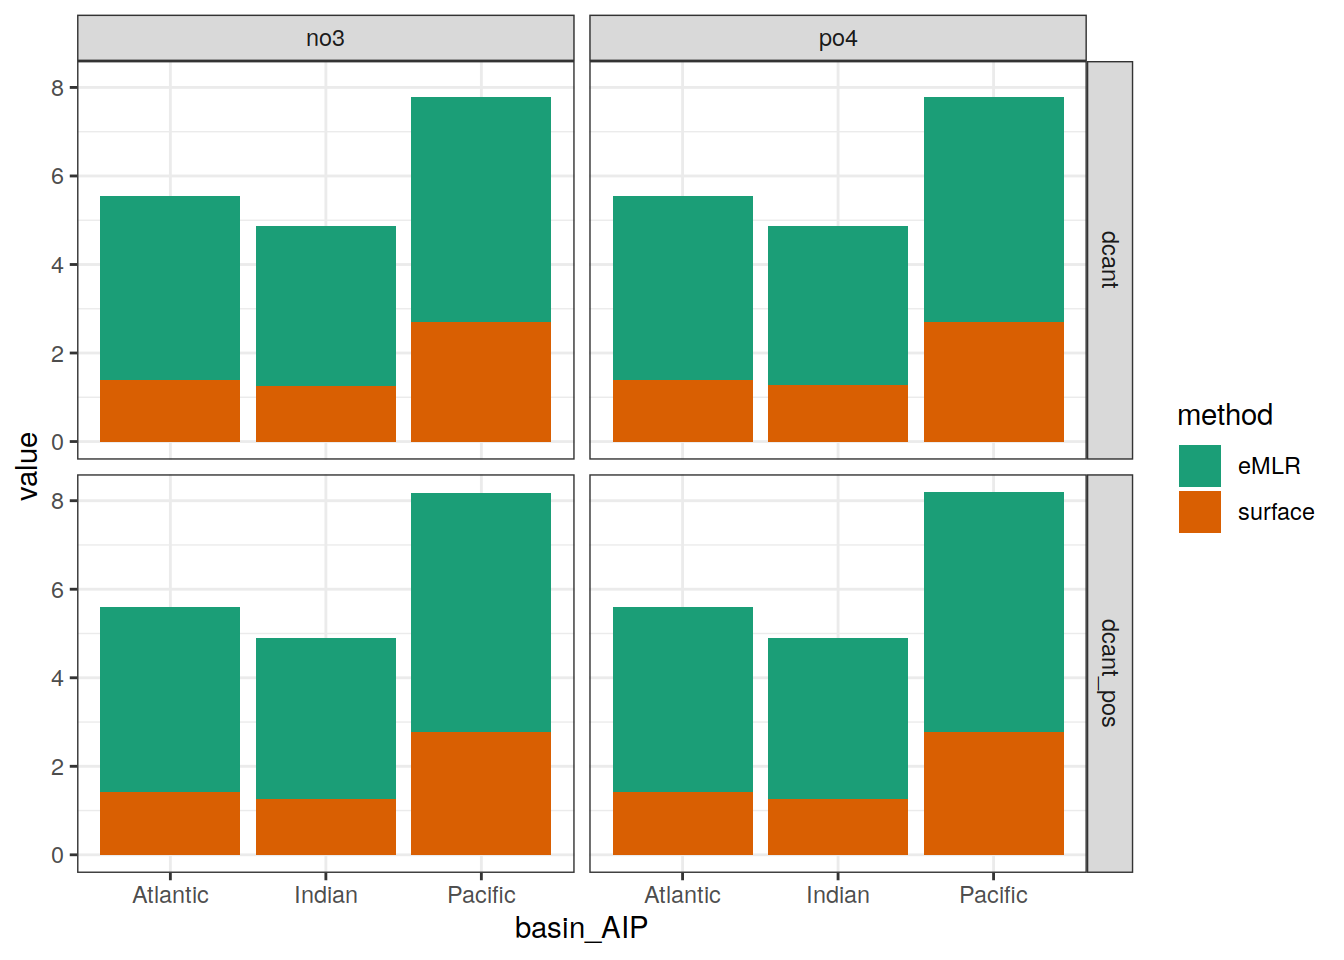 no3
po4
8
6
4
2
0
dcant
8
6
4
2
0
dcant_pos
value
Atlantic
Indian
Pacific
Atlantic
Indian
Pacific
basin_AIP
method
eMLR
surface